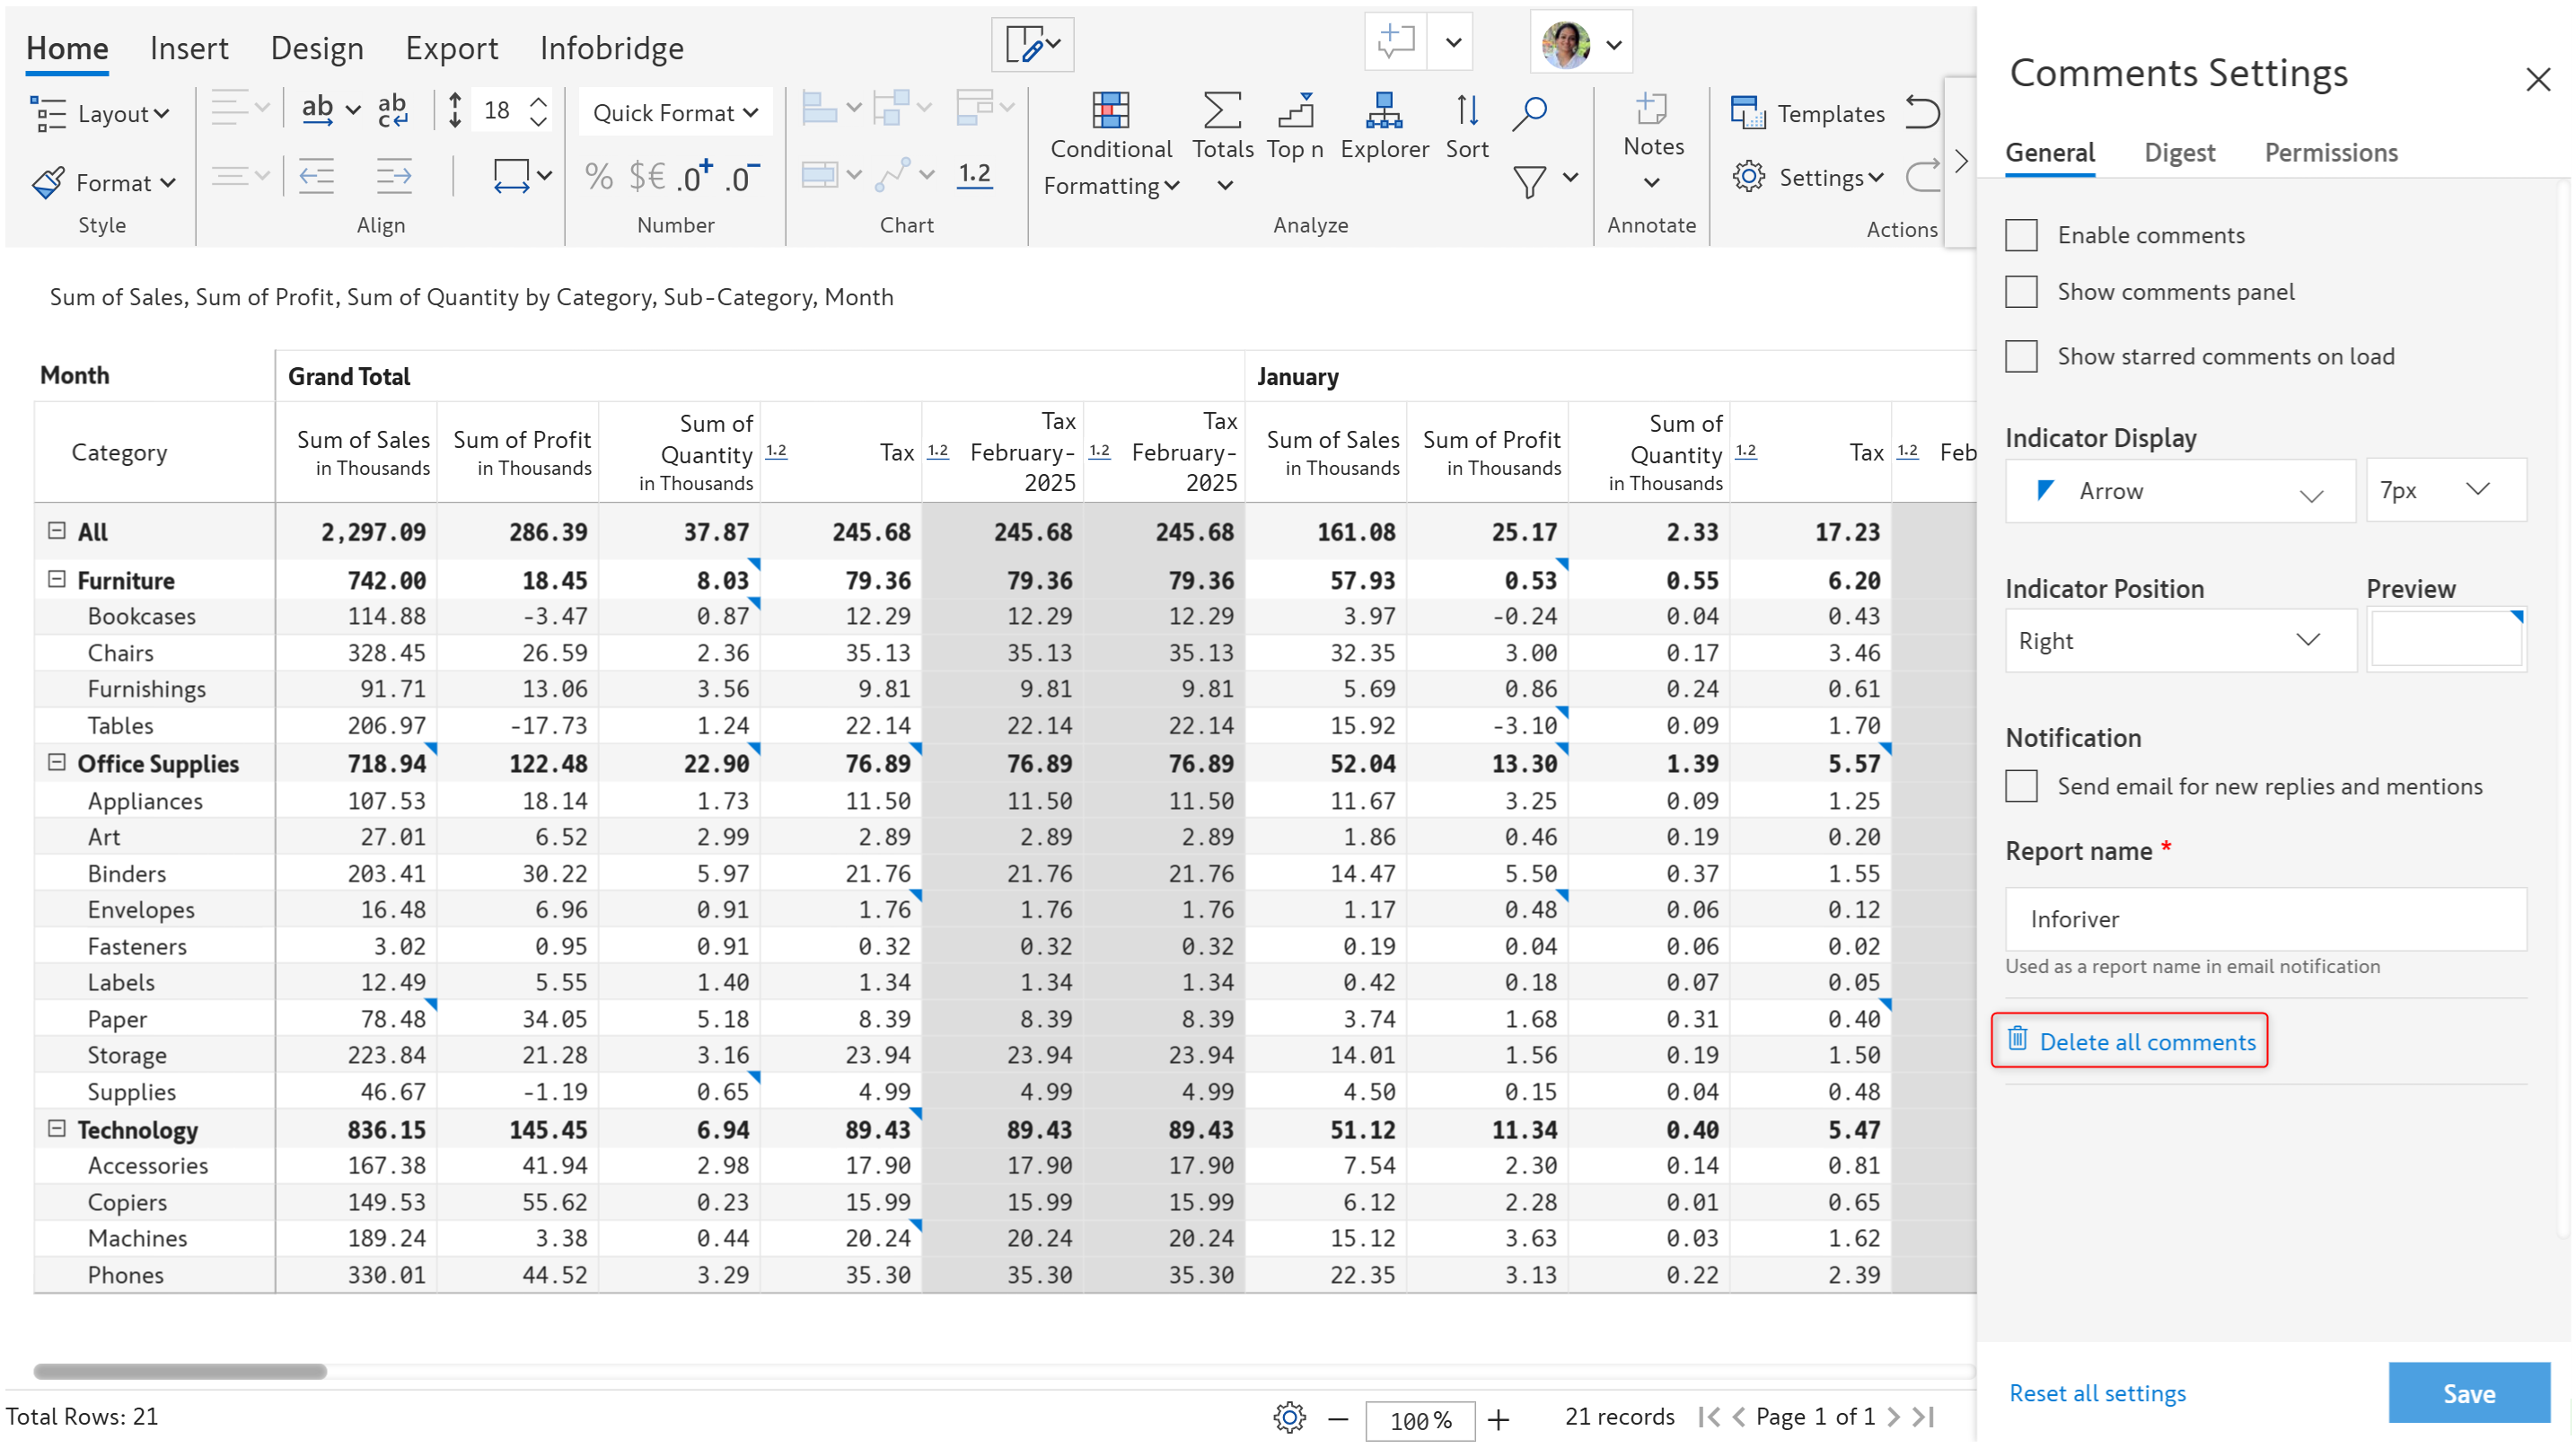 Home Insert Design Export Infobridge
Layout
ab
ab
c
18
Quick Format
Format
% $€ .0+ .0-
1.2
Conditional
Formatting
Totals
Top n
Explorer
Sort
Notes
Templates
Settings
Style
Align
Number
Chart
Analyze
Annotate
Actions
Sum of Sales, Sum of Profit, Sum of Quantity by Category, Sub-Category, Month
Month Grand Total January
Category
Sum of Sales
in Thousands
Sum of Profit
in Thousands
Sum of
Quantity
in Thousands
1.2 Tax
1.2 Tax
February-
2025
1.2 Tax
February-
2025
Sum of Sales
in Thousands
Sum of Profit
in Thousands
Sum of
Quantity
in Thousands
1.2 Tax
1.2 Feb
All 2,297.09 286.39 37.87 245.68 245.68 245.68 161.08 25.17 2.33 17.23
Furniture 742.00 18.45 8.03 79.36 79.36 79.36 57.93 0.53 0.55 6.20
Bookcases 114.88 -3.47 0.87 12.29 12.29 12.29 3.97 -0.24 0.04 0.43
Chairs 328.45 26.59 2.36 35.13 35.13 35.13 32.35 3.00 0.17 3.46
Furnishings 91.71 13.06 3.56 9.81 9.81 9.81 5.69 0.86 0.24 0.61
Tables 206.97 -17.73 1.24 22.14 22.14 22.14 15.92 -3.10 0.09 1.70
Office Supplies 718.94 122.48 22.90 76.89 76.89 76.89 52.04 13.30 1.39 5.57
Appliances 107.53 18.14 1.73 11.50 11.50 11.50 11.67 3.25 0.09 1.25
Art 27.01 6.52 2.99 2.89 2.89 2.89 1.86 0.46 0.19 0.20
Binders 203.41 30.22 5.97 21.76 21.76 21.76 14.47 5.50 0.37 1.55
Envelopes 16.48 6.96 0.91 1.76 1.76 1.76 1.17 0.48 0.06 0.12
Fasteners 3.02 0.95 0.91 0.32 0.32 0.32 0.19 0.04 0.06 0.02
Labels 12.49 5.55 1.40 1.34 1.34 1.34 0.42 0.18 0.07 0.05
Paper 78.48 34.05 5.18 8.39 8.39 8.39 3.74 1.68 0.31 0.40
Storage 223.84 21.28 3.16 23.94 23.94 23.94 14.01 1.56 0.19 1.50
Supplies 46.67 -1.19 0.65 4.99 4.99 4.99 4.50 0.15 0.04 0.48
Technology 836.15 145.45 6.94 89.43 89.43 89.43 51.12 11.34 0.40 5.47
Accessories 167.38 41.94 2.98 17.90 17.90 17.90 7.54 2.30 0.14 0.81
Copiers 149.53 55.62 0.23 15.99 15.99 15.99 6.12 2.28 0.01 0.65
Machines 189.24 3.38 0.44 20.24 20.24 20.24 15.12 3.63 0.03 1.62
Phones 330.01 44.52 3.29 35.30 35.30 35.30 22.35 3.13 0.22 2.39
Total Rows: 21
100%
21 records
Page 1 of 1
Comments Settings
General Digest Permissions
Enable comments
Show comments panel
Show starred comments on load
Indicator Display
Arrow 7px
Indicator Position Preview
Right
Notification
Send email for new replies and mentions
Report name *
Inforiver
Used as a report name in email notification
Delete all comments
Reset all settings
Save